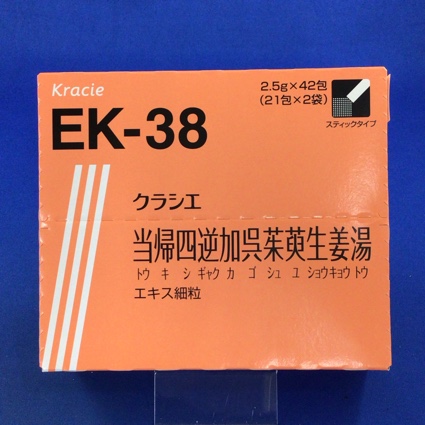 Kracie
2.5g×42包
(21包×2袋)
スティックタイプ
EK-38
クラシエ
当帰四逆加呉茱萸生姜湯
トウ キ シ ギャク カ ゴ シュ ユ ショウキョウ トウ
エキス細粒